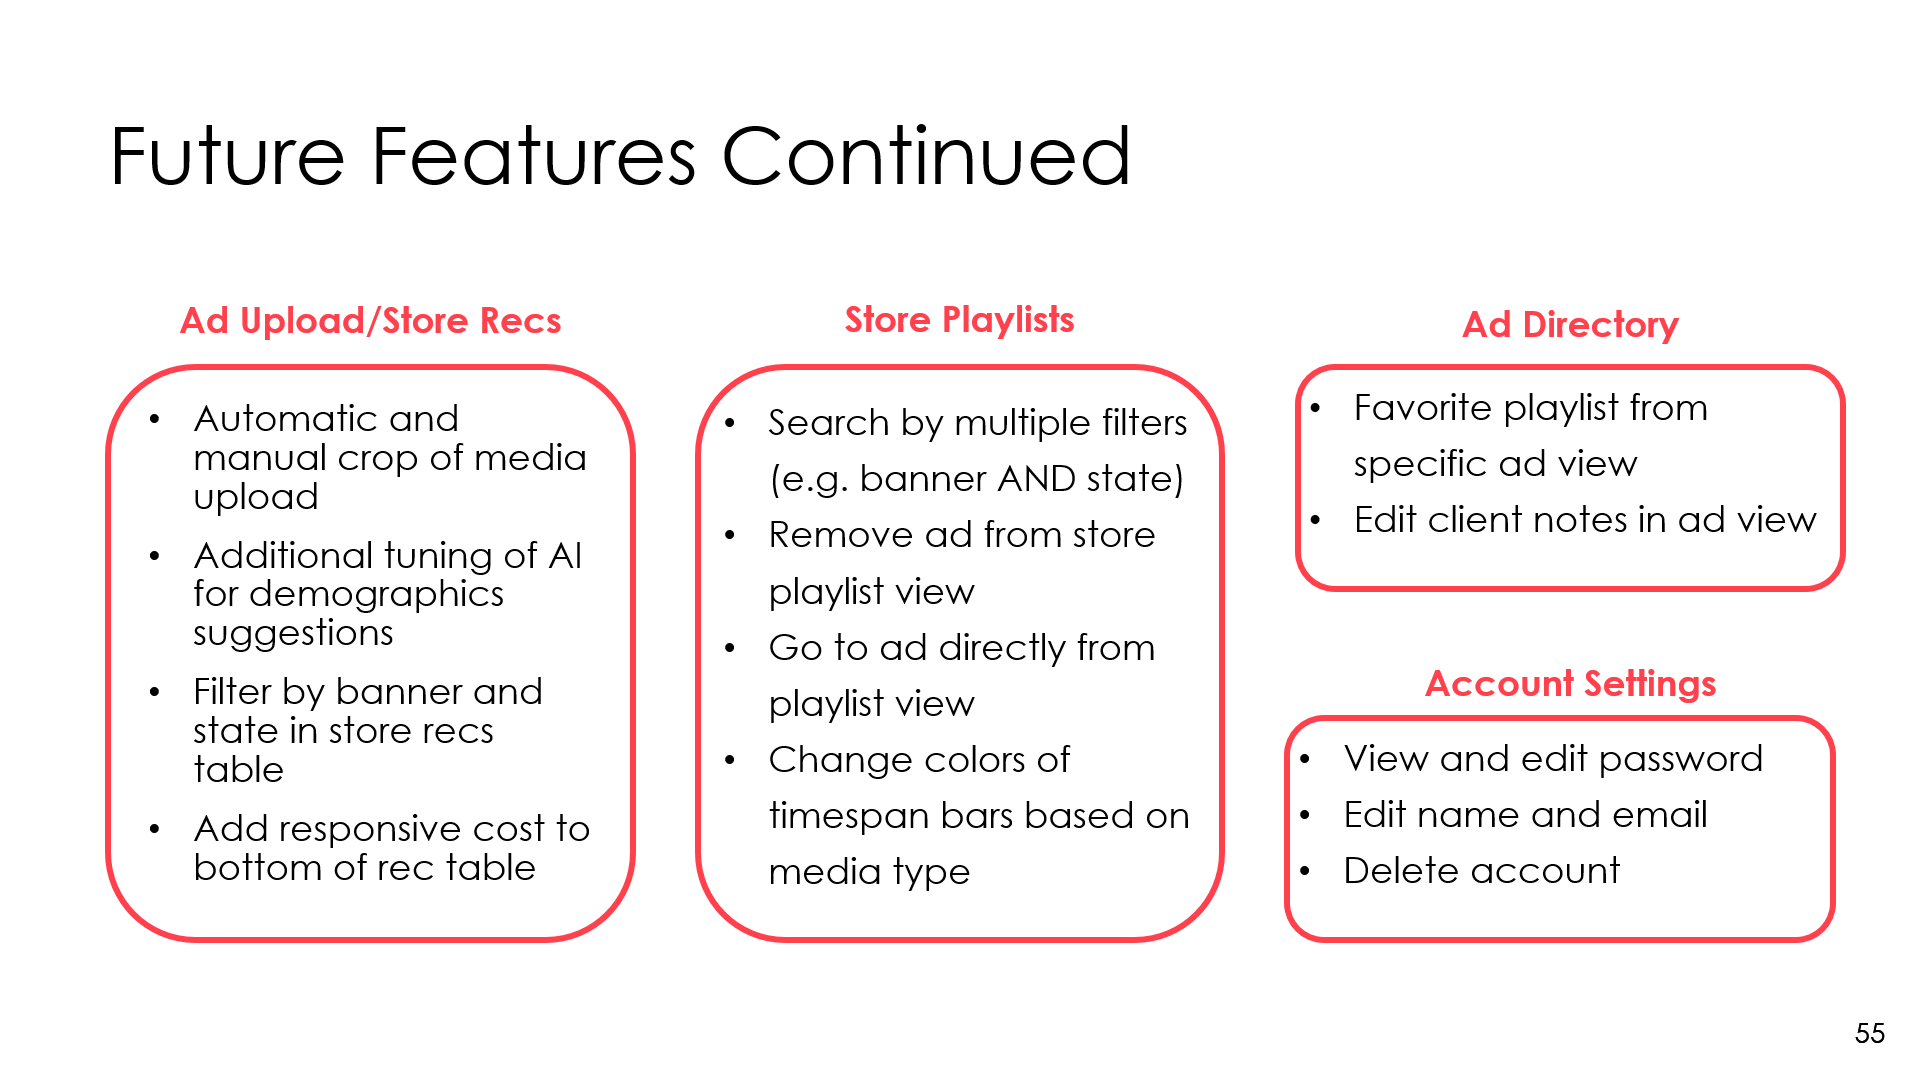 Future Features Continued
Ad Upload/Store Recs
• Automatic and
manual crop of media
upload
• Additional tuning of AI
for demographics
suggestions
• Filter by banner and
state in store recs
table
• Add responsive cost to
bottom of rec table
Store Playlists
• Search by multiple filters
(e.g. banner AND state)
• Remove ad from store
playlist view
• Go to ad directly from
playlist view
• Change colors of
timespan bars based on
media type
Ad Directory
• Favorite playlist from
specific ad view
• Edit client notes in ad view
Account Settings
• View and edit password
• Edit name and email
• Delete account
55